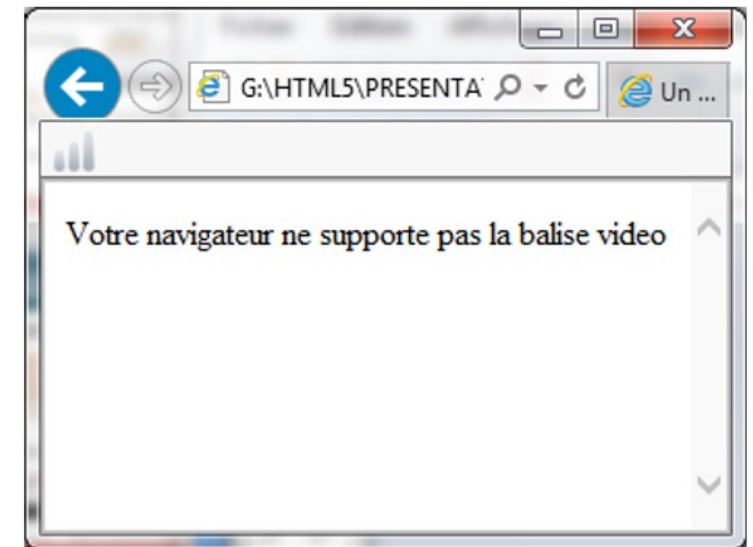 G:\HTML5\PRESENTA
Un ...
Votre navigateur ne supporte pas la balise video